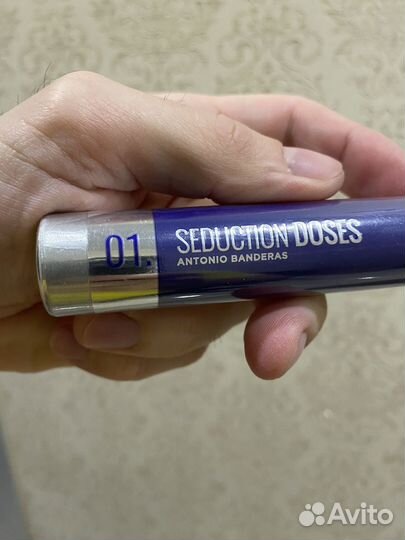 01.
SEDUCTION DOSES
ANTONIO BANDERAS
Avito